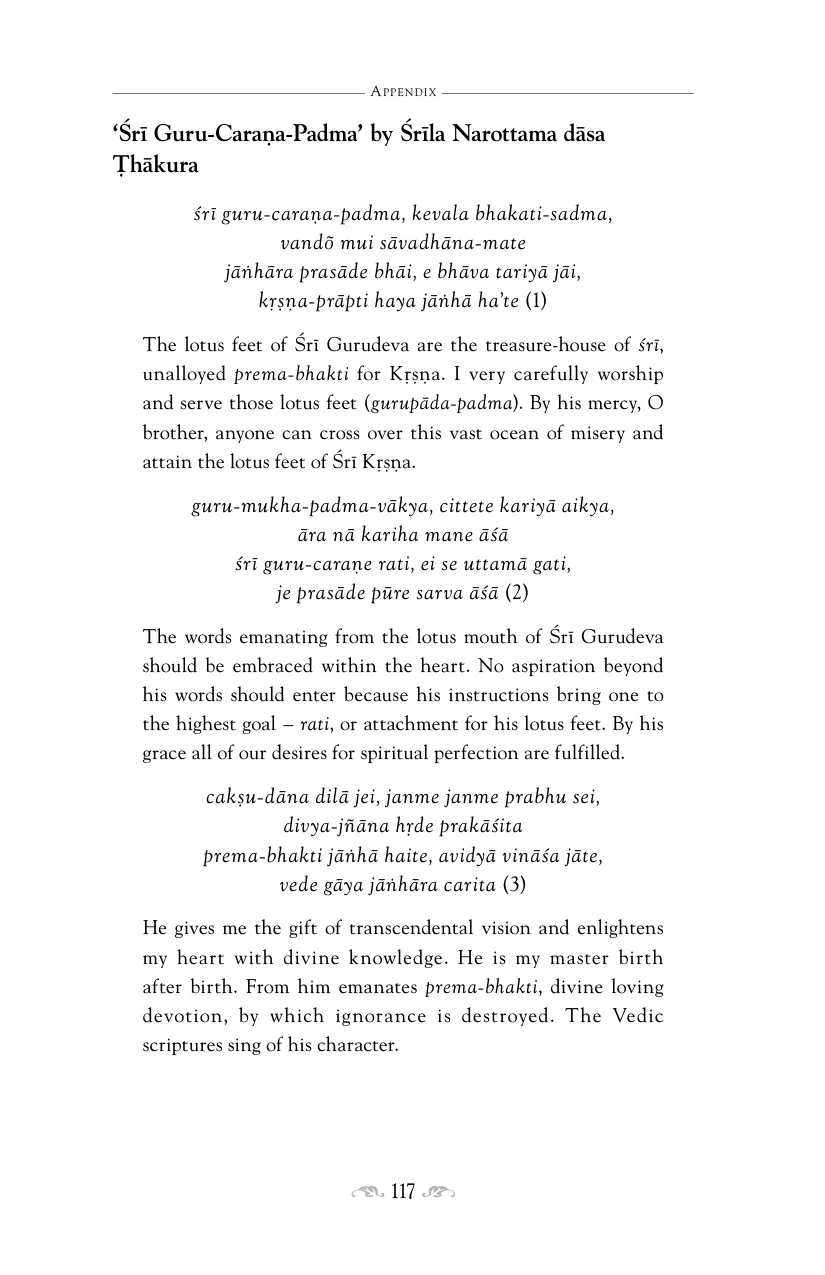 Appendix
‘Śrī Guru-Caraṇa-Padma’ by Śrīla Narottama dāsa
Ṭhākura
śrī guru-caraṇa-padma, kevala bhakati-sadma,
vandõ mui sāvadhāna-mate
jāṅhāra prasāde bhāi, e bhāva tariyā jāi,
kṛṣṇa-prāpti haya jāṅhā ha’te (1)
The lotus feet of Śrī Gurudeva are the treasure-house of śrī,
unalloyed prema-bhakti for Kṛṣṇa. I very carefully worship
and serve those lotus feet (gurupāda-padma). By his mercy, O
brother, anyone can cross over this vast ocean of misery and
attain the lotus feet of Śrī Kṛṣṇa.
guru-mukha-padma-vākya, cittete kariyā aikya,
āra nā kariha mane āśā
śrī guru-caraṇe rati, ei se uttamā gati,
je prasāde pūre sarva āśā (2)
The words emanating from the lotus mouth of Śrī Gurudeva
should be embraced within the heart. No aspiration beyond
his words should enter because his instructions bring one to
the highest goal – rati, or attachment for his lotus feet. By his
grace all of our desires for spiritual perfection are fulfilled.
cakṣu-dāna dilā jei, janme janme prabhu sei,
divya-jñāna hṛde prakāśita
prema-bhakti jāṅhā haite, avidyā vināśa jāte,
vede gāya jāṅhāra carita (3)
He gives me the gift of transcendental vision and enlightens
my heart with divine knowledge. He is my master birth
after birth. From him emanates prema-bhakti, divine loving
devotion, by which ignorance is destroyed. The Vedic
scriptures sing of his character.
117